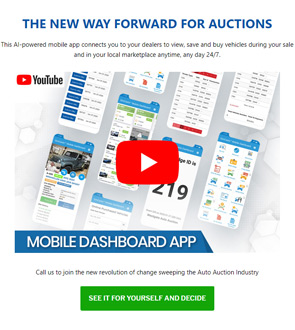 THE NEW WAY FORWARD FOR AUCTIONS
This AI-powered mobile app connects you to your dealers to view, save and buy vehicles during your sale
and in your local marketplace anytime, any day 24/7.
YouTube
219
MOBILE DASHBOARD APP
Call us to join the new revolution of change sweeping the Auto Auction Industry
SEE IT FOR YOURSELF AND DECIDE